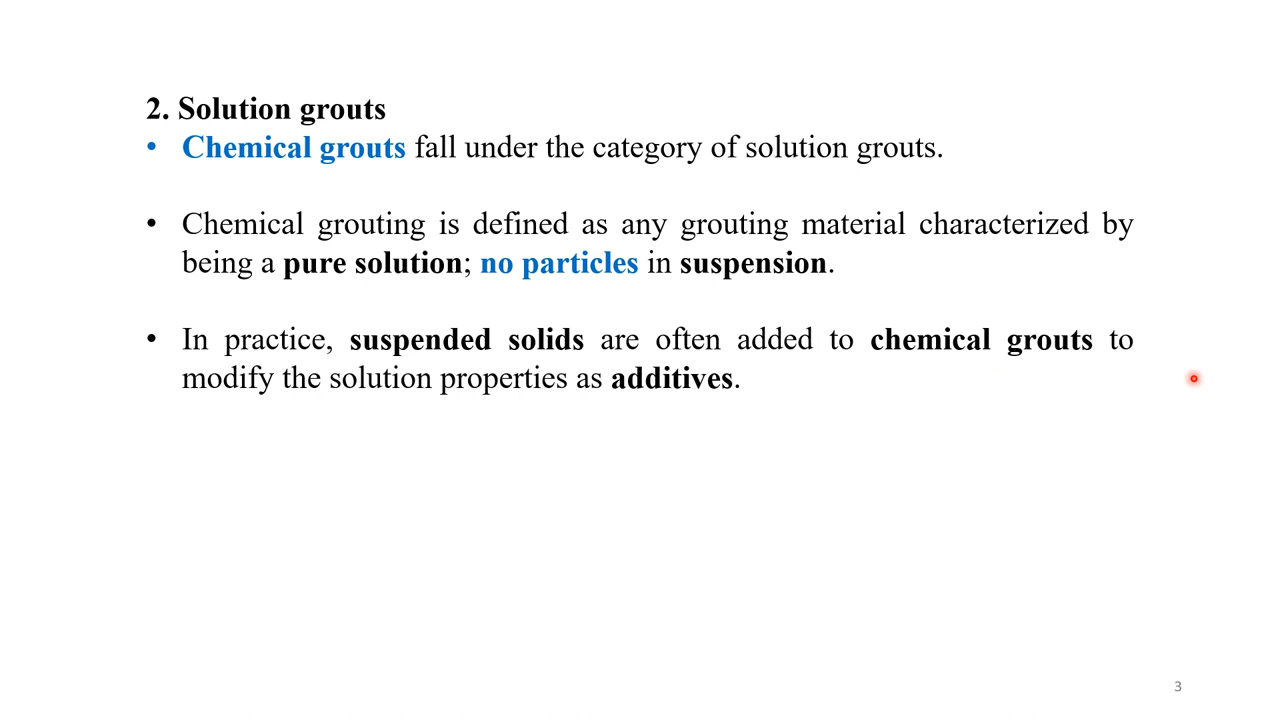 2. Solution grouts
• Chemical grouts fall under the category of solution grouts.
• Chemical grouting is defined as any grouting material characterized by
being a pure solution; no particles in suspension.
• In practice, suspended solids are often added to chemical grouts to
modify the solution properties as additives.
3